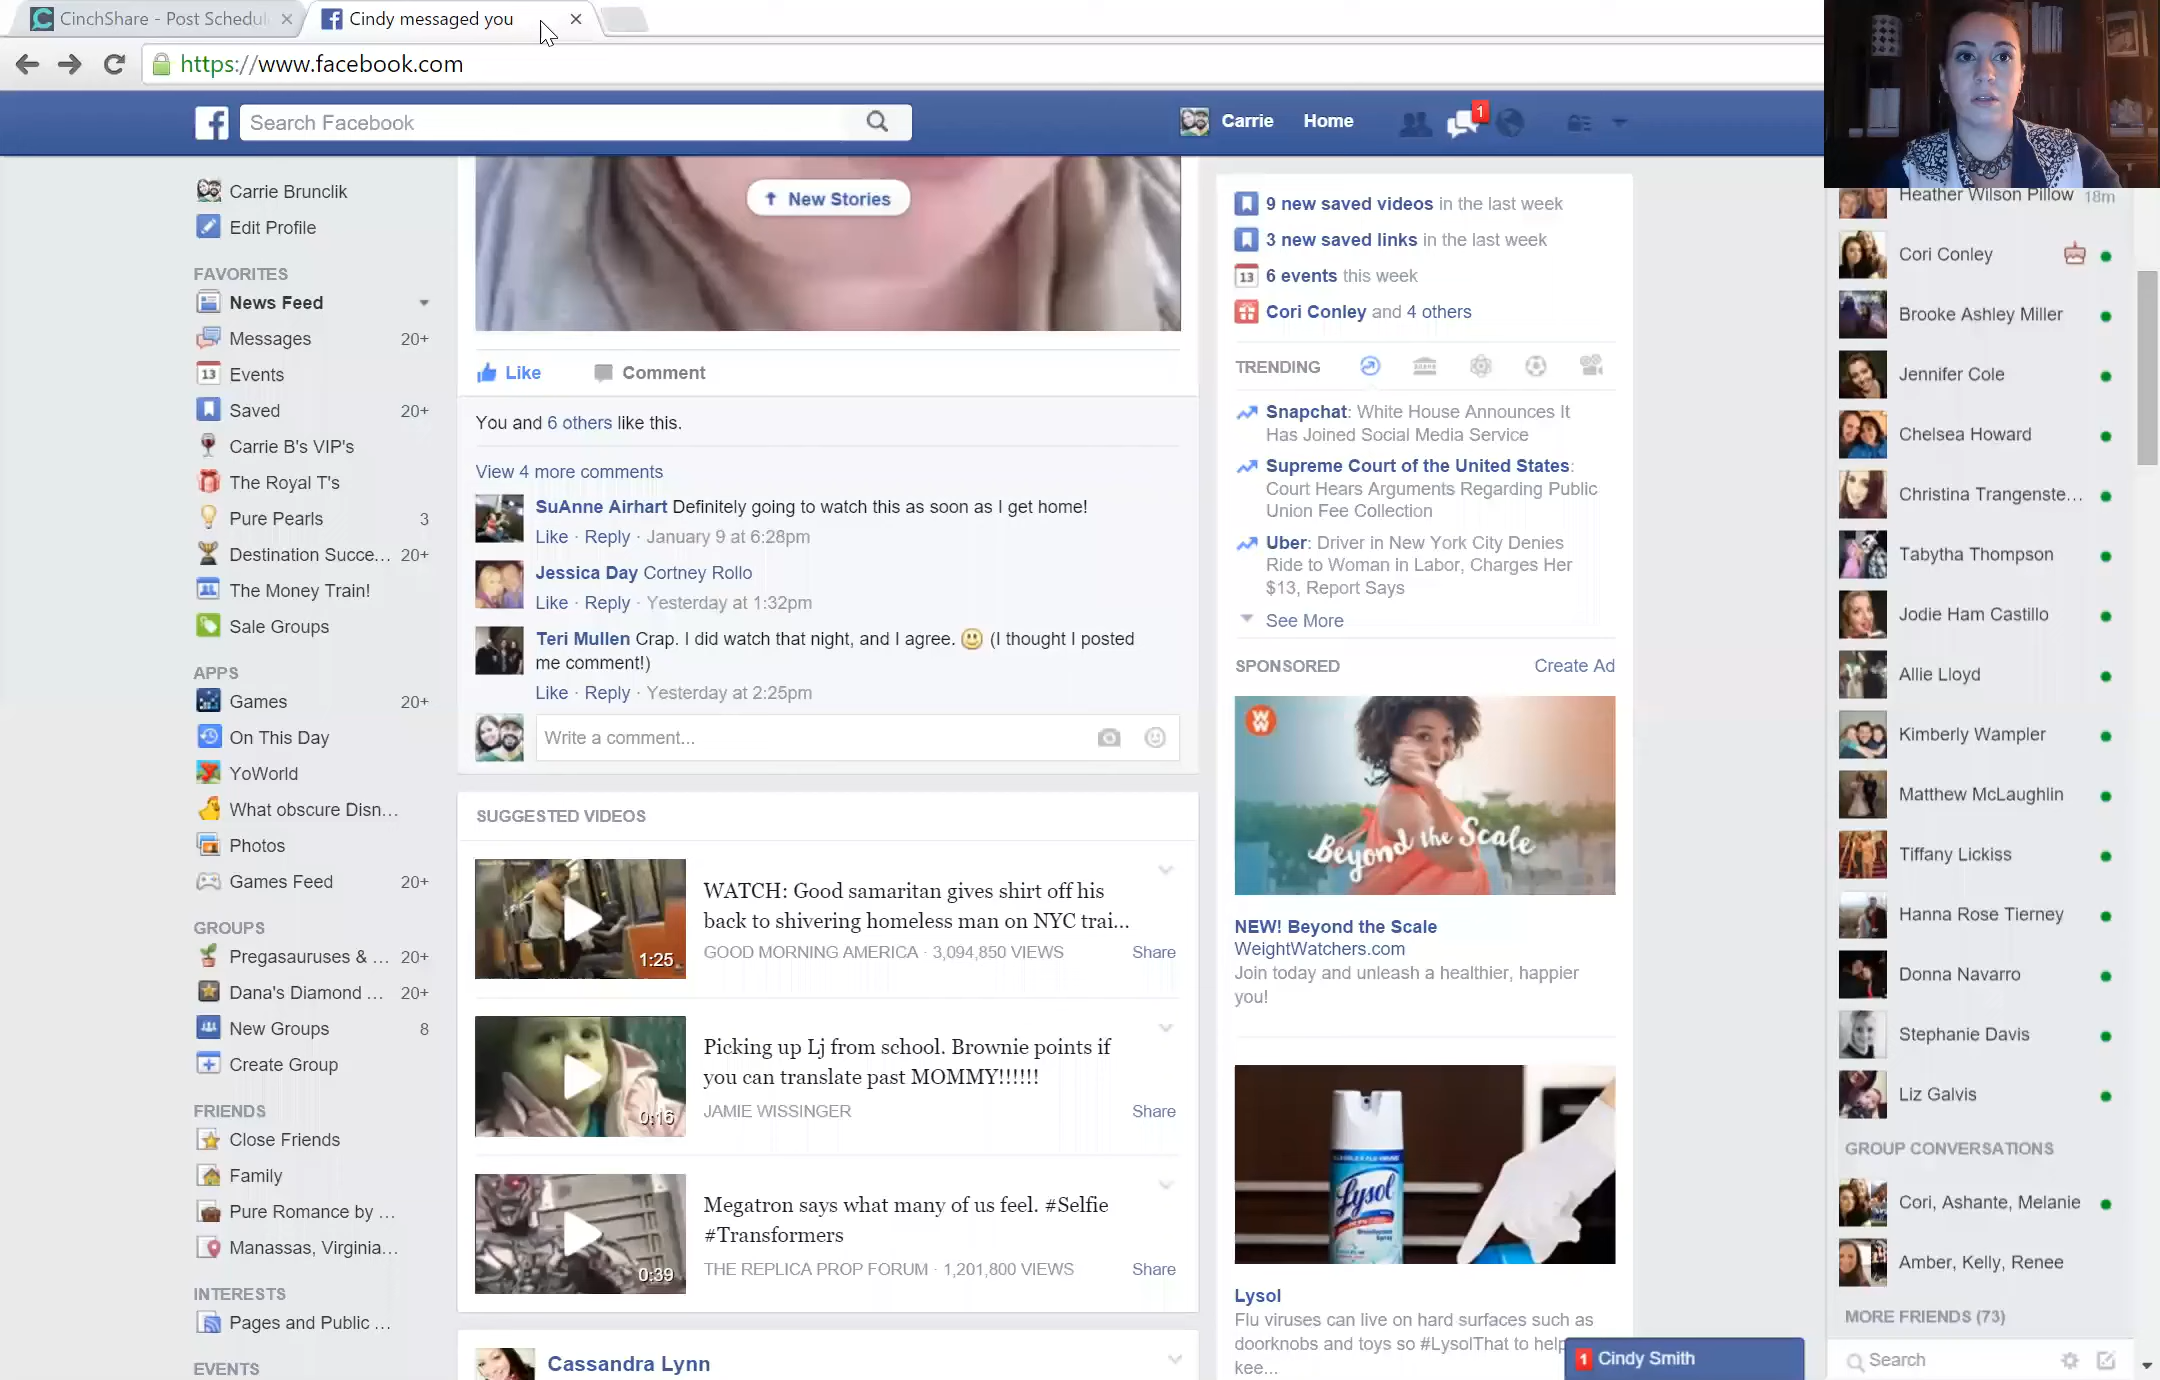 CinchShare - Post Schedul
Cindy messaged you
https://www.facebook.com
Search Facebook
Carrie
Home
1
Carrie Brunclik
Edit Profile
FAVORITES
News Feed
Messages 20+
13 Events
Saved 20+
Carrie B's VIP's
The Royal T's
Pure Pearls 3
Destination Succe... 20+
The Money Train!
Sale Groups
APPS
Games 20+
On This Day
YoWorld
What obscure Disn...
Photos
Games Feed 20+
GROUPS
Pregasauruses & ... 20+
Dana's Diamond ... 20+
New Groups 8
Create Group
FRIENDS
Close Friends
Family
Pure Romance by ...
Manassas, Virginia...
INTERESTS
Pages and Public ...
EVENTS
New Stories
Like Comment
You and 6 others like this.
View 4 more comments
SuAnne Airhart Definitely going to watch this as soon as I get home!
Like · Reply · January 9 at 6:28pm
Jessica Day Cortney Rollo
Like · Reply · Yesterday at 1:32pm
Teri Mullen Crap. I did watch that night, and I agree. (I thought I posted
me comment!)
Like · Reply · Yesterday at 2:25pm
Write a comment...
SUGGESTED VIDEOS
1:25
WATCH: Good samaritan gives shirt off his
back to shivering homeless man on NYC trai...
GOOD MORNING AMERICA · 3,094,850 VIEWS Share
0:16
Picking up Lj from school. Brownie points if
you can translate past MOMMY!!!!!!
JAMIE WISSINGER Share
0:39
Megatron says what many of us feel. #Selfie
#Transformers
THE REPLICA PROP FORUM · 1,201,800 VIEWS Share
Cassandra Lynn
9 new saved videos in the last week
3 new saved links in the last week
13 6 events this week
Cori Conley and 4 others
TRENDING
Snapchat: White House Announces It
Has Joined Social Media Service
Supreme Court of the United States:
Court Hears Arguments Regarding Public
Union Fee Collection
Uber: Driver in New York City Denies
Ride to Woman in Labor, Charges Her
$13, Report Says
See More
SPONSORED Create Ad
Beyond the Scale
NEW! Beyond the Scale
WeightWatchers.com
Join today and unleash a healthier, happier
you!
Lysol
Lysol
Flu viruses can live on hard surfaces such as
doorknobs and toys so #LysolThat to help
kee...
1 Cindy Smith
Heather Wilson Pillow 18m
Cori Conley
Brooke Ashley Miller
Jennifer Cole
Chelsea Howard
Christina Trangenste...
Tabytha Thompson
Jodie Ham Castillo
Allie Lloyd
Kimberly Wampler
Matthew McLaughlin
Tiffany Lickiss
Hanna Rose Tierney
Donna Navarro
Stephanie Davis
Liz Galvis
GROUP CONVERSATIONS
Cori, Ashante, Melanie
Amber, Kelly, Renee
MORE FRIENDS (73)
Search